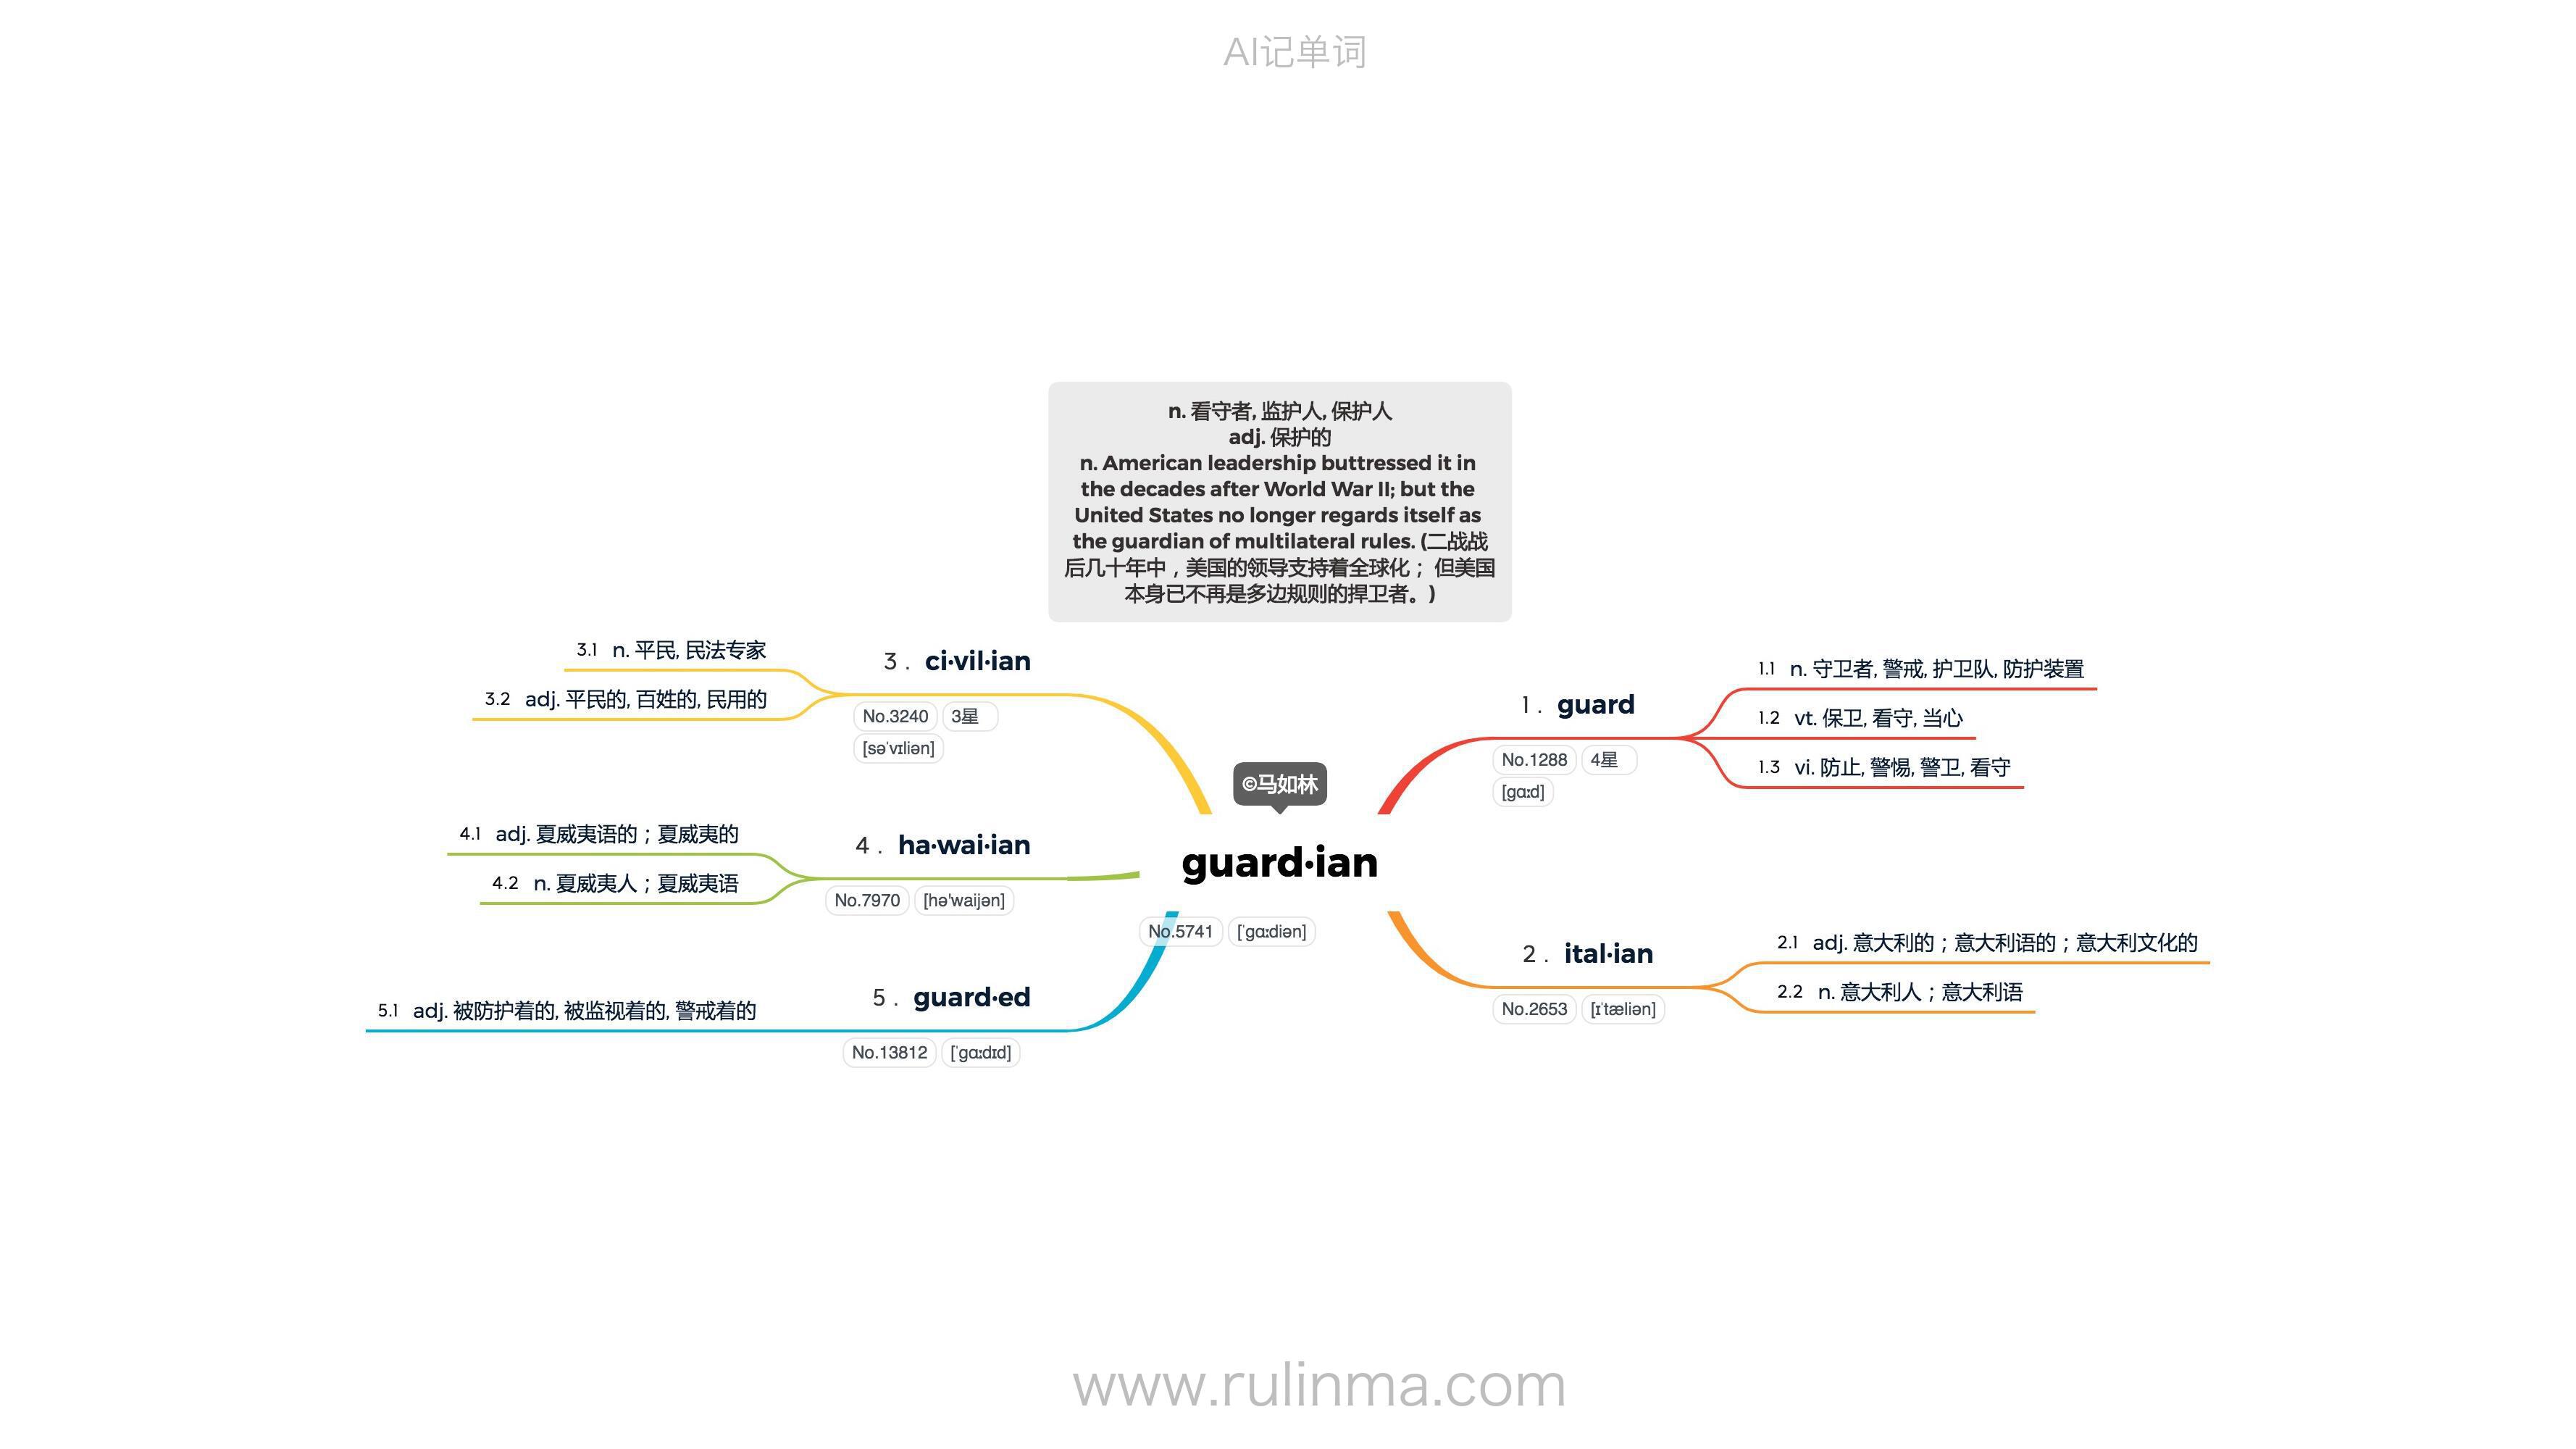 AI记单词
n. 看守者, 监护人, 保护人
adj. 保护的
n. American leadership buttressed it in
the decades after World War II; but the
United States no longer regards itself as
the guardian of multilateral rules. (二战战
后几十年中，美国的领导支持着全球化； 但美国
本身已不再是多边规则的捍卫者。)
©马如林
guard·ian
No.5741 [ˈɡɑːdiən]
1 . guard
No.1288 4星
[ɡɑːd]
1.1 n. 守卫者, 警戒, 护卫队, 防护装置
1.2 vt. 保卫, 看守, 当心
1.3 vi. 防止, 警惕, 警卫, 看守
2 . ital·ian
No.2653 [ɪˈtæliən]
2.1 adj. 意大利的；意大利语的；意大利文化的
2.2 n. 意大利人；意大利语
3 . ci·vil·ian
No.3240 3星
[səˈvɪliən]
3.1 n. 平民, 民法专家
3.2 adj. 平民的, 百姓的, 民用的
4 . ha·wai·ian
No.7970 [hə'waijən]
4.1 adj. 夏威夷语的；夏威夷的
4.2 n. 夏威夷人；夏威夷语
5 . guard·ed
No.13812 [ˈɡɑːdɪd]
5.1 adj. 被防护着的, 被监视着的, 警戒着的
www.rulinma.com